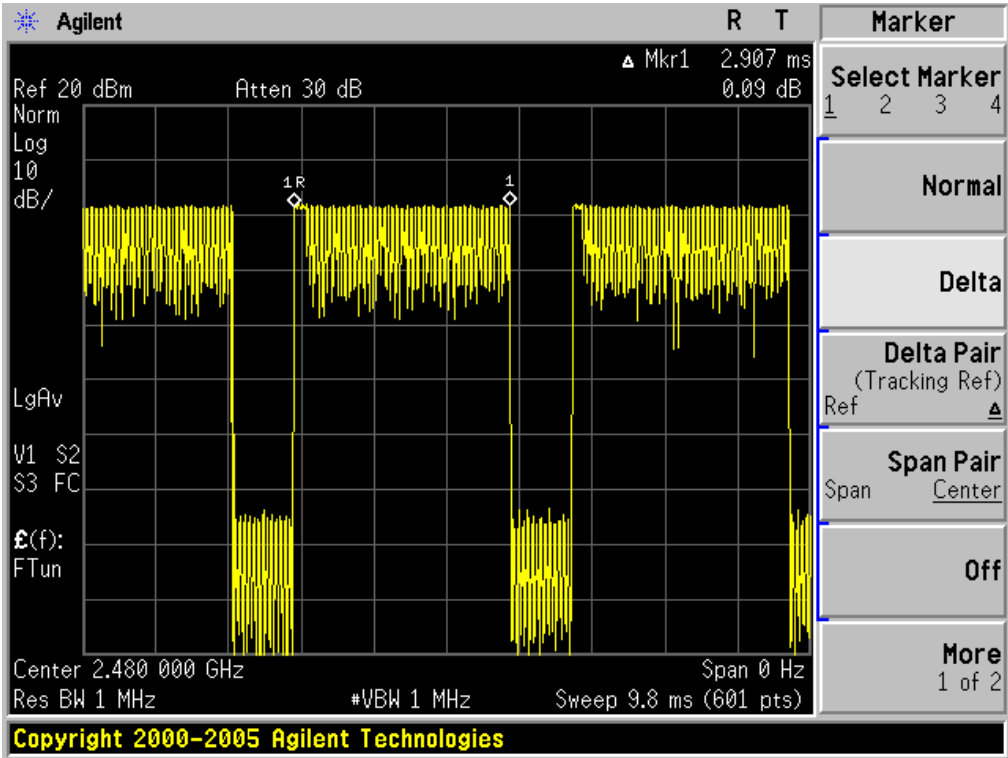 Agilent
R T
Marker
Δ Mkr1 2.907 ms
Ref 20 dBm Atten 30 dB 0.09 dB
Norm
Log
10
dB/
1R
1
LgAv
V1 S2
S3 FC
£(f):
FTun
Center 2.480 000 GHz Span 0 Hz
Res BW 1 MHz #VBW 1 MHz Sweep 9.8 ms (601 pts)
Select Marker
1 2 3 4
Normal
Delta
Delta Pair
(Tracking Ref)
Ref Δ
Span Pair
Span Center
Off
More
1 of 2
Copyright 2000-2005 Agilent Technologies